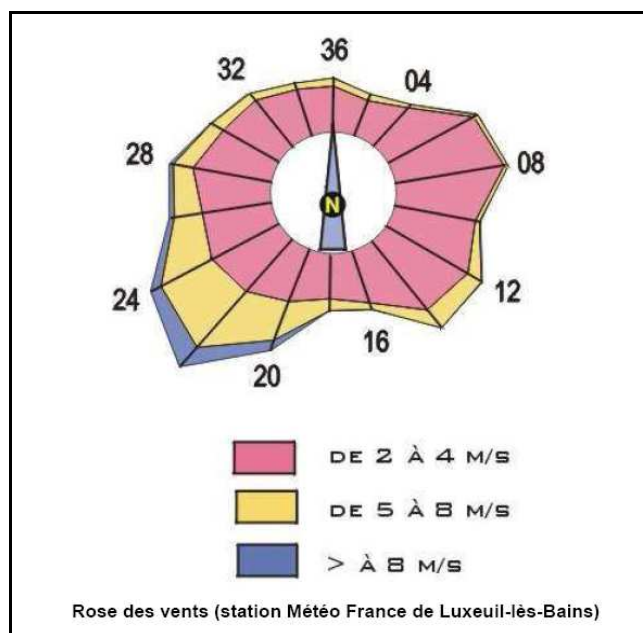 36
32
04
28
08
N
24
12
16
20
DE 2 À 4 M/S
DE 5 À 8 M/S
> À 8 M/S
Rose des vents (station Météo France de Luxeuil-lès-Bains)